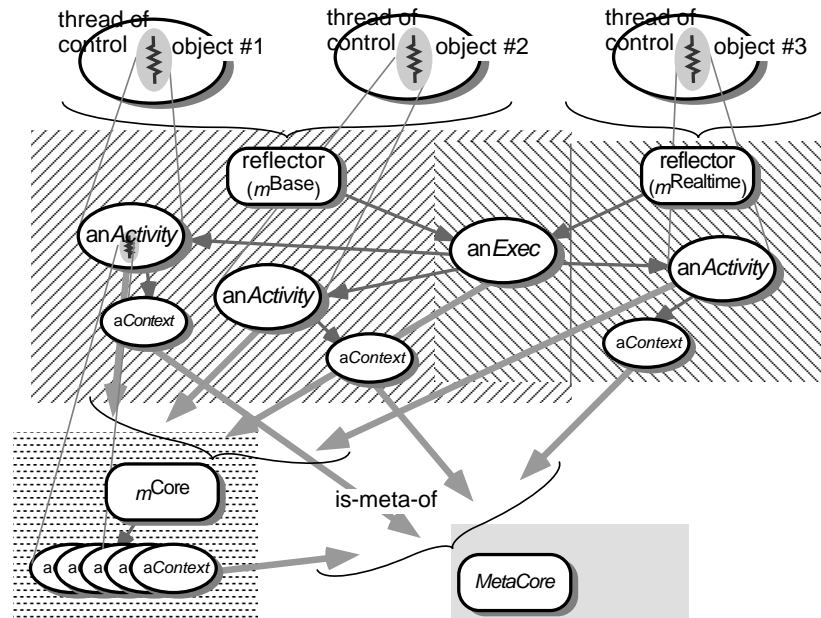 thread of
control
object #1
thread of
control
object #2
thread of
control
object #3
reflector
(mBase)
reflector
(mRealtime)
anActivity
anExec
anActivity
anActivity
aContext
aContext
aContext
mCore
is-meta-of
a
a
a
a
aContext
MetaCore